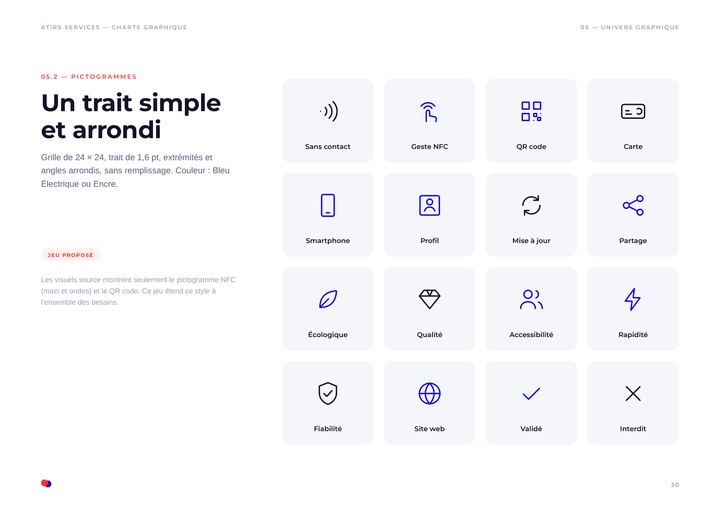 ATIRS SERVICES — CHARTE GRAPHIQUE
05 — UNIVERS GRAPHIQUE
05.2 — PICTOGRAMMES
Un trait simple
et arrondi
Grille de 24 × 24, trait de 1,6 pt, extrémités et
angles arrondis, sans remplissage. Couleur : Bleu
Électrique ou Encre.
JEU PROPOSÉ
Les visuels source montrent seulement le pictogramme NFC
(main et ondes) et le QR code. Ce jeu étend ce style à
l'ensemble des besoins.
Sans contact
Geste NFC
QR code
Carte
Smartphone
Profil
Mise à jour
Partage
Écologique
Qualité
Accessibilité
Rapidité
Fiabilité
Site web
Validé
Interdit
30